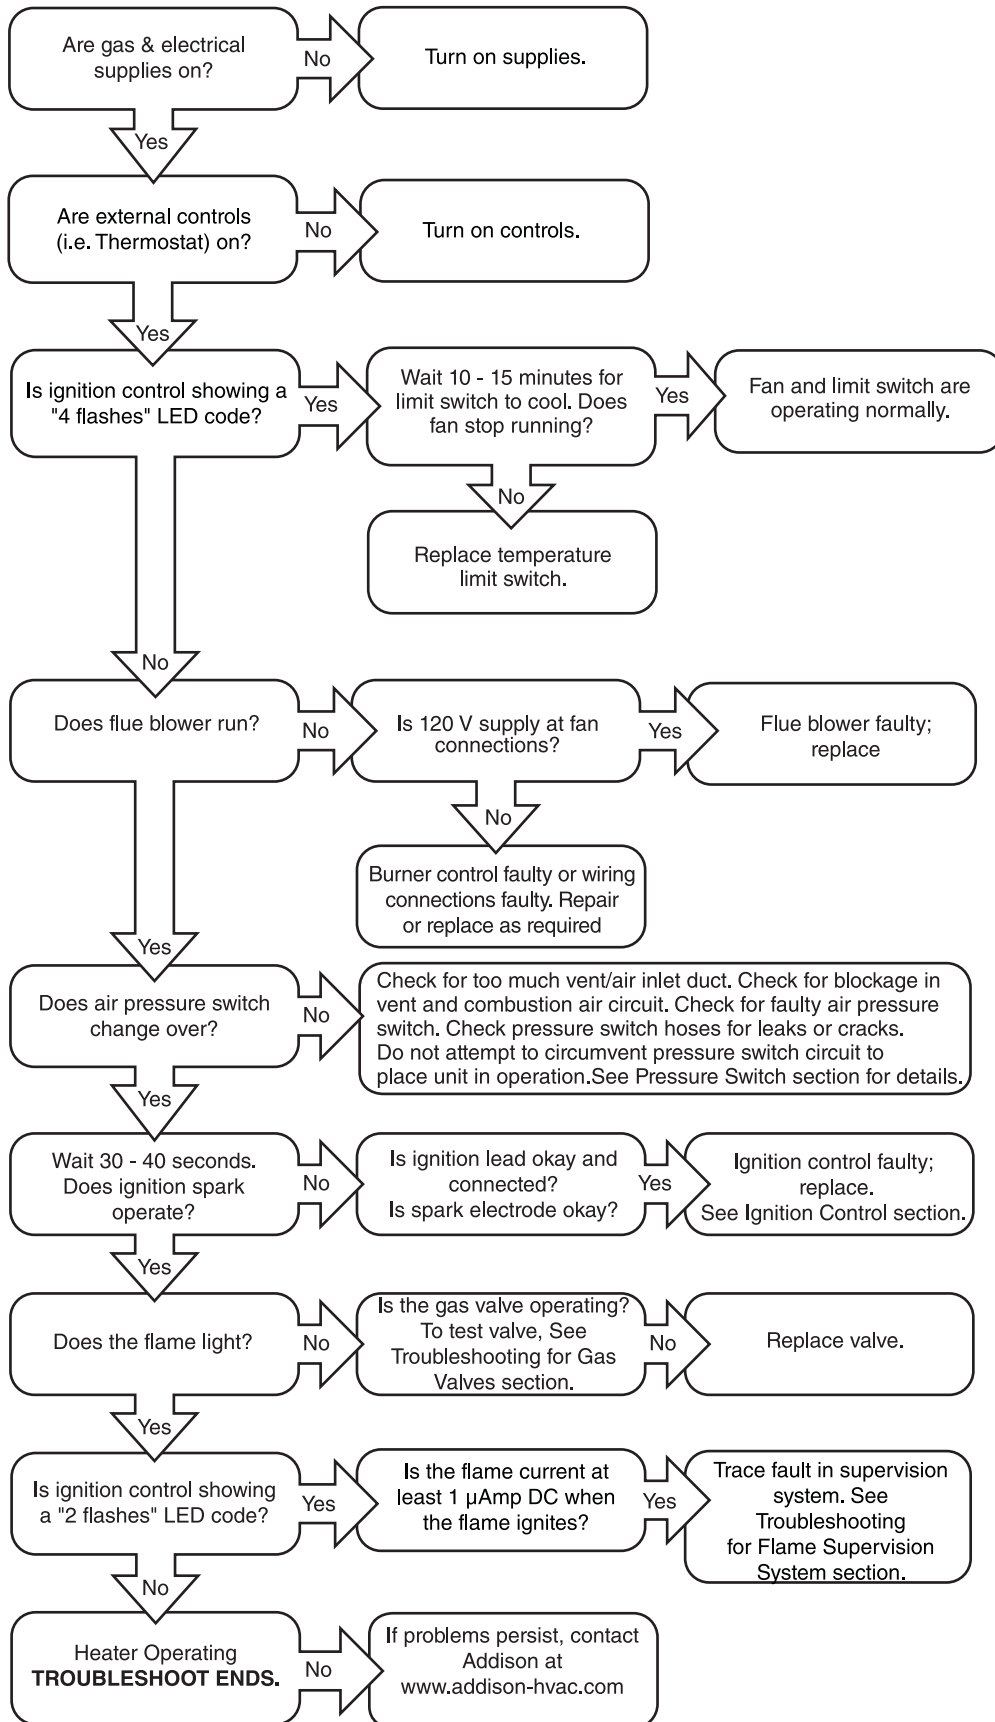 Are gas & electrical
supplies on?
No
Turn on supplies.
Yes
Are external controls
(i.e. Thermostat) on?
No
Turn on controls.
Yes
Is ignition control showing a
"4 flashes" LED code?
Yes
Wait 10 - 15 minutes for
limit switch to cool. Does
fan stop running?
Yes
Fan and limit switch are
operating normally.
No
Replace temperature
limit switch.
No
Does flue blower run?
No
Is 120 V supply at fan
connections?
Yes
Flue blower faulty;
replace
No
Burner control faulty or wiring
connections faulty. Repair
or replace as required
Yes
Does air pressure switch
change over?
No
Check for too much vent/air inlet duct. Check for blockage in
vent and combustion air circuit. Check for faulty air pressure
switch. Check pressure switch hoses for leaks or cracks.
Do not attempt to circumvent pressure switch circuit to
place unit in operation.See Pressure Switch section for details.
Yes
Wait 30 - 40 seconds.
Does ignition spark
operate?
No
Is ignition lead okay and
connected?
Is spark electrode okay?
Yes
Ignition control faulty;
replace.
See Ignition Control section.
Yes
Does the flame light?
No
Is the gas valve operating?
To test valve, See
Troubleshooting for Gas
Valves section.
No
Replace valve.
Yes
Is ignition control showing
a "2 flashes" LED code?
Yes
Is the flame current at
least 1 µAmp DC when
the flame ignites?
Yes
Trace fault in supervision
system. See
Troubleshooting
for Flame Supervision
System section.
No
Heater Operating
TROUBLESHOOT ENDS.
No
If problems persist, contact
Addison at
www.addison-hvac.com